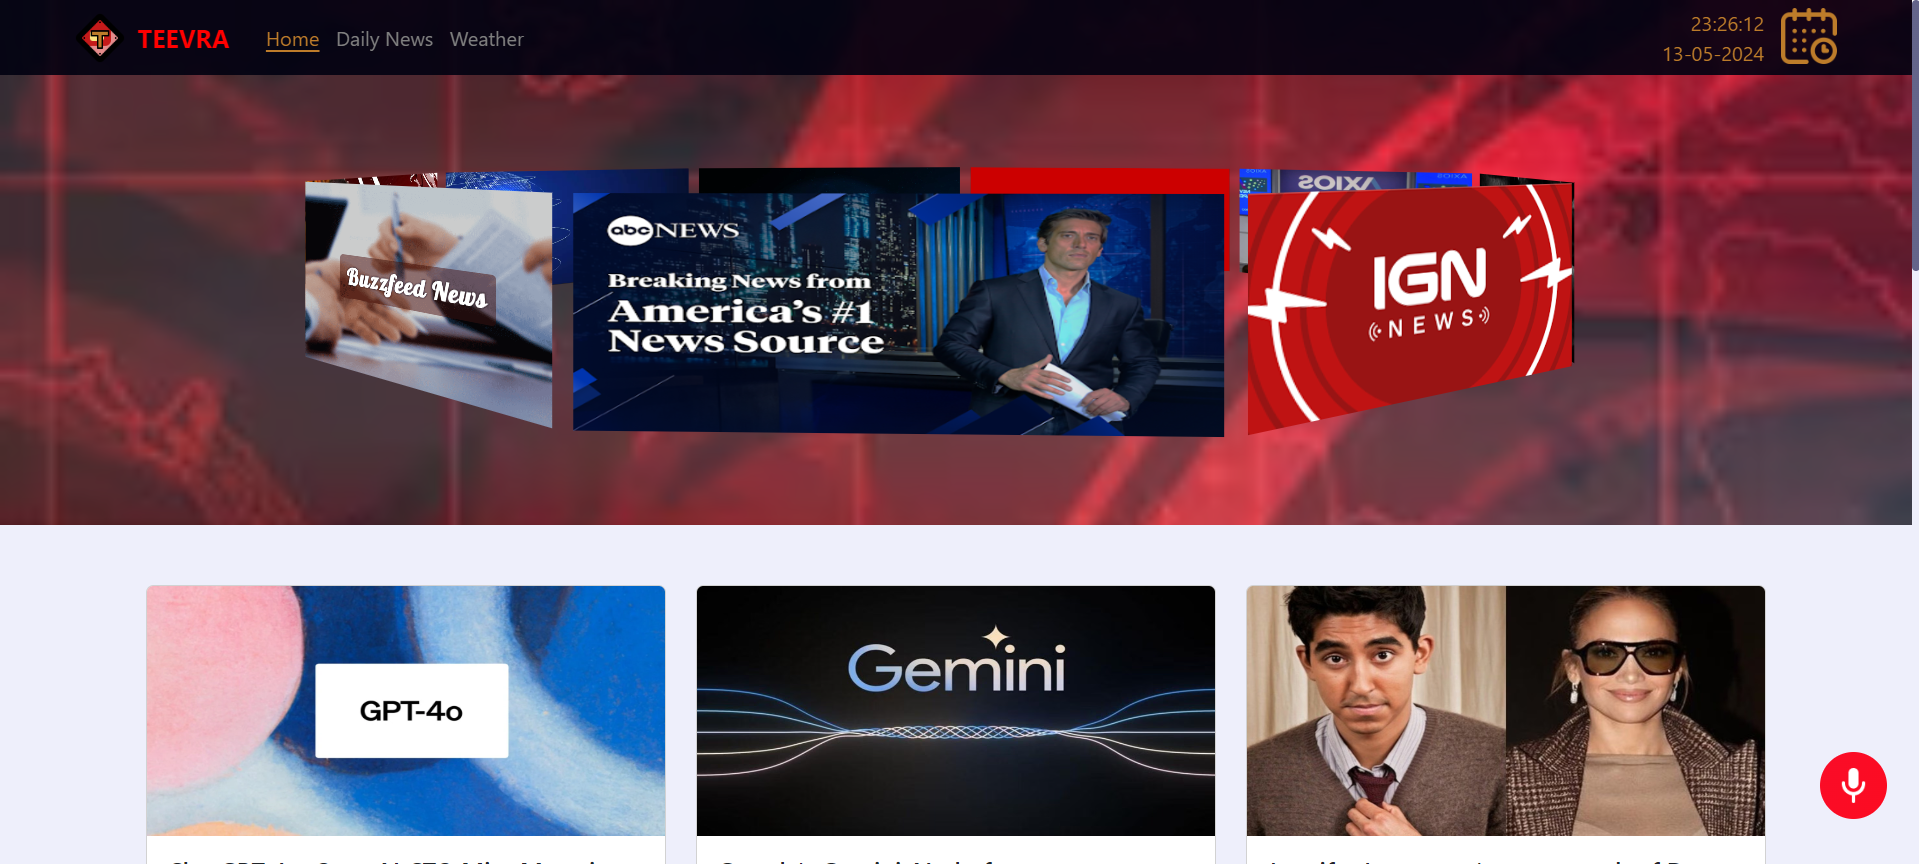 TEEVRA
Home Daily News Weather
23:26:12
13-05-2024
AXIOS
Buzzfeed News
abc NEWS
Breaking News from
America's #1
News Source
IGN
NEWS
GPT-4o
Gemini